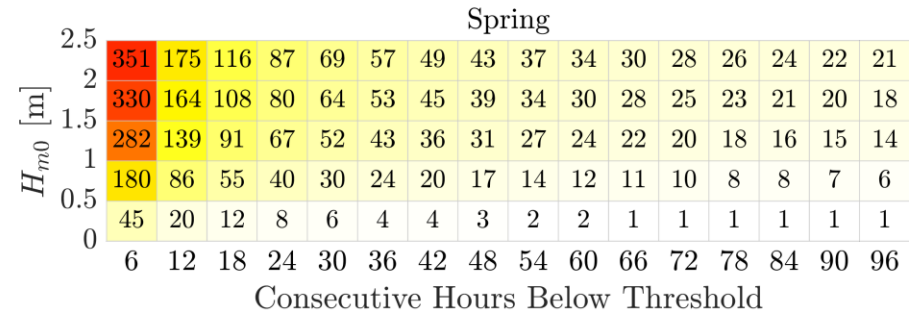 Spring
2.5
351 175 116 87 69 57 49 43 37 34 30 28 26 24 22 21
2
330 164 108 80 64 53 45 39 34 30 28 25 23 21 20 18
1.5
282 139 91 67 52 43 36 31 27 24 22 20 18 16 15 14
1
180 86 55 40 30 24 20 17 14 12 11 10 8 8 7 6
0.5
45 20 12 8 6 4 4 3 2 2 1 1 1 1 1 1
0
H_{m0} [m]
6 12 18 24 30 36 42 48 54 60 66 72 78 84 90 96
Consecutive Hours Below Threshold